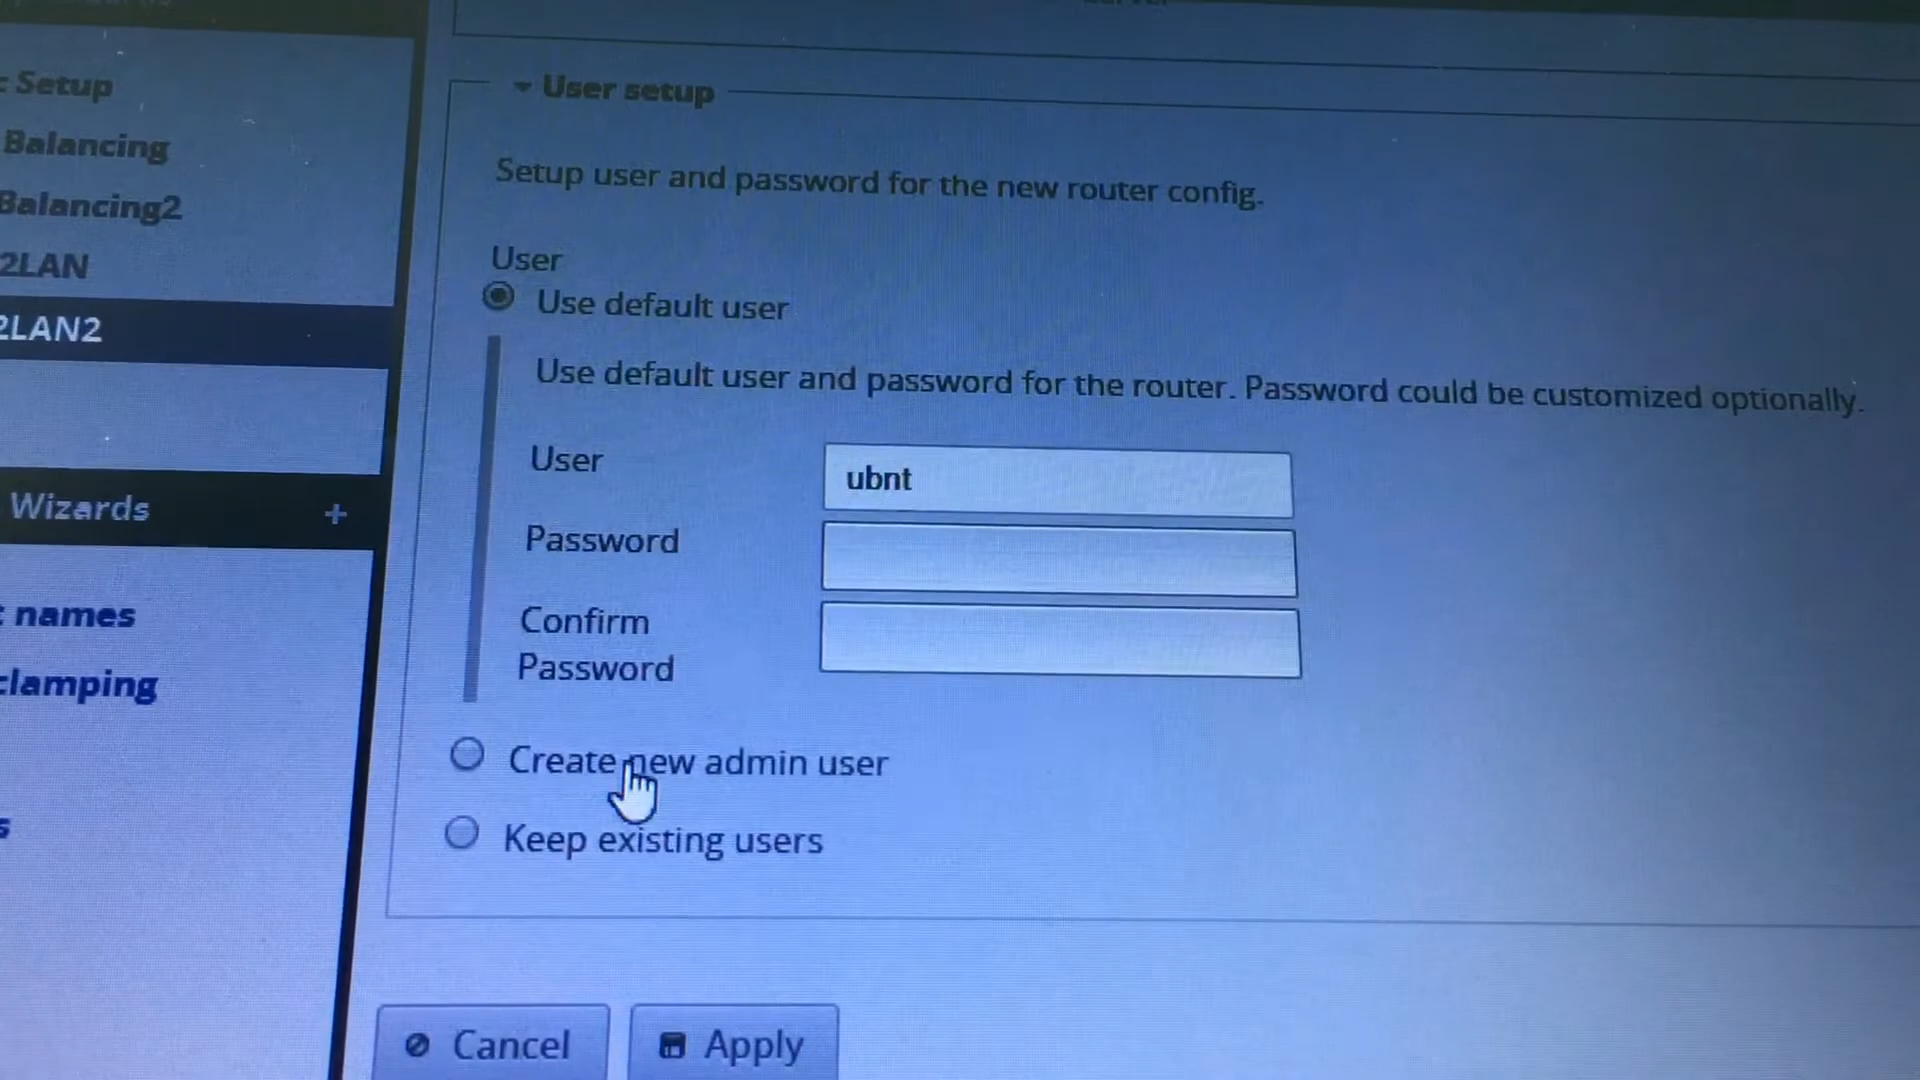 Setup
Balancing
Balancing2
2LAN
2LAN2
Wizards +
names
clamping
s
User setup
Setup user and password for the new router config.
User
Use default user
Use default user and password for the router. Password could be customized optionally.
User
ubnt
Password
Confirm
Password
Create new admin user
Keep existing users
Cancel
Apply